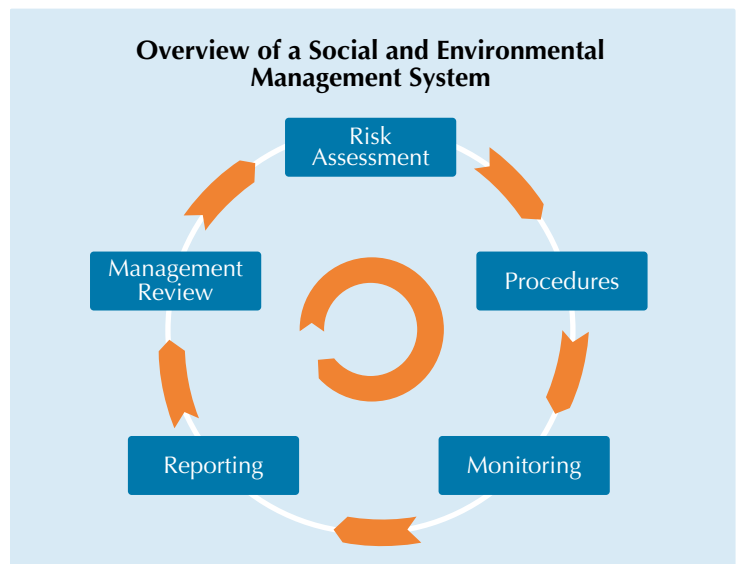 Overview of a Social and Environmental
Management System
Risk
Assessment
Procedures
Monitoring
Reporting
Management
Review